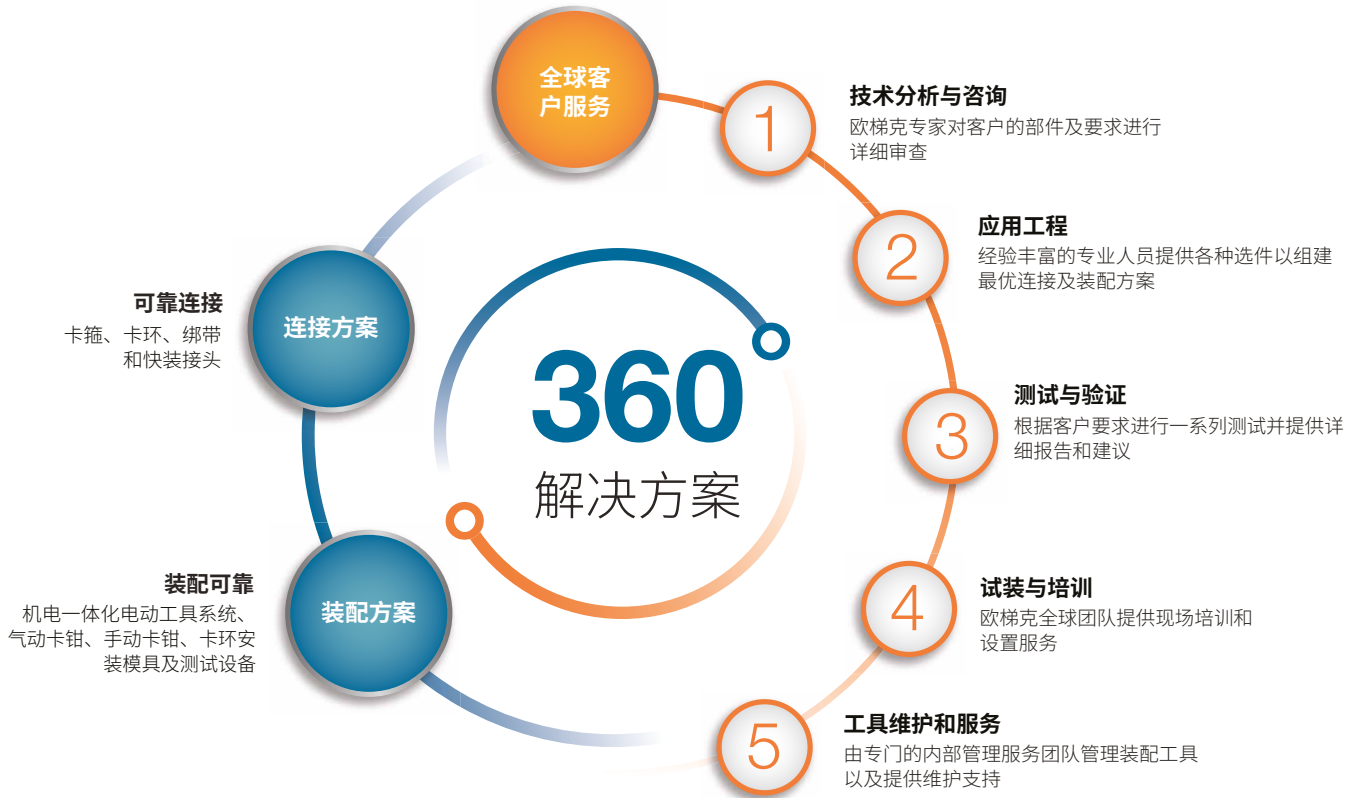 全球客
户服务
1
技术分析与咨询
欧梯克专家对客户的部件及要求进行
详细审查
2
应用工程
经验丰富的专业人员提供各种选件以组建
最优连接及装配方案
3
测试与验证
根据客户要求进行一系列测试并提供详
细报告和建议
4
试装与培训
欧梯克全球团队提供现场培训和
设置服务
5
工具维护和服务
由专门的内部管理服务团队管理装配工具
以及提供维护支持
连接方案
可靠连接
卡箍、卡环、绑带
和快装接头
装配方案
装配可靠
机电一体化电动工具系统、
气动卡钳、手动卡钳、卡环安
装模具及测试设备
360
解决方案